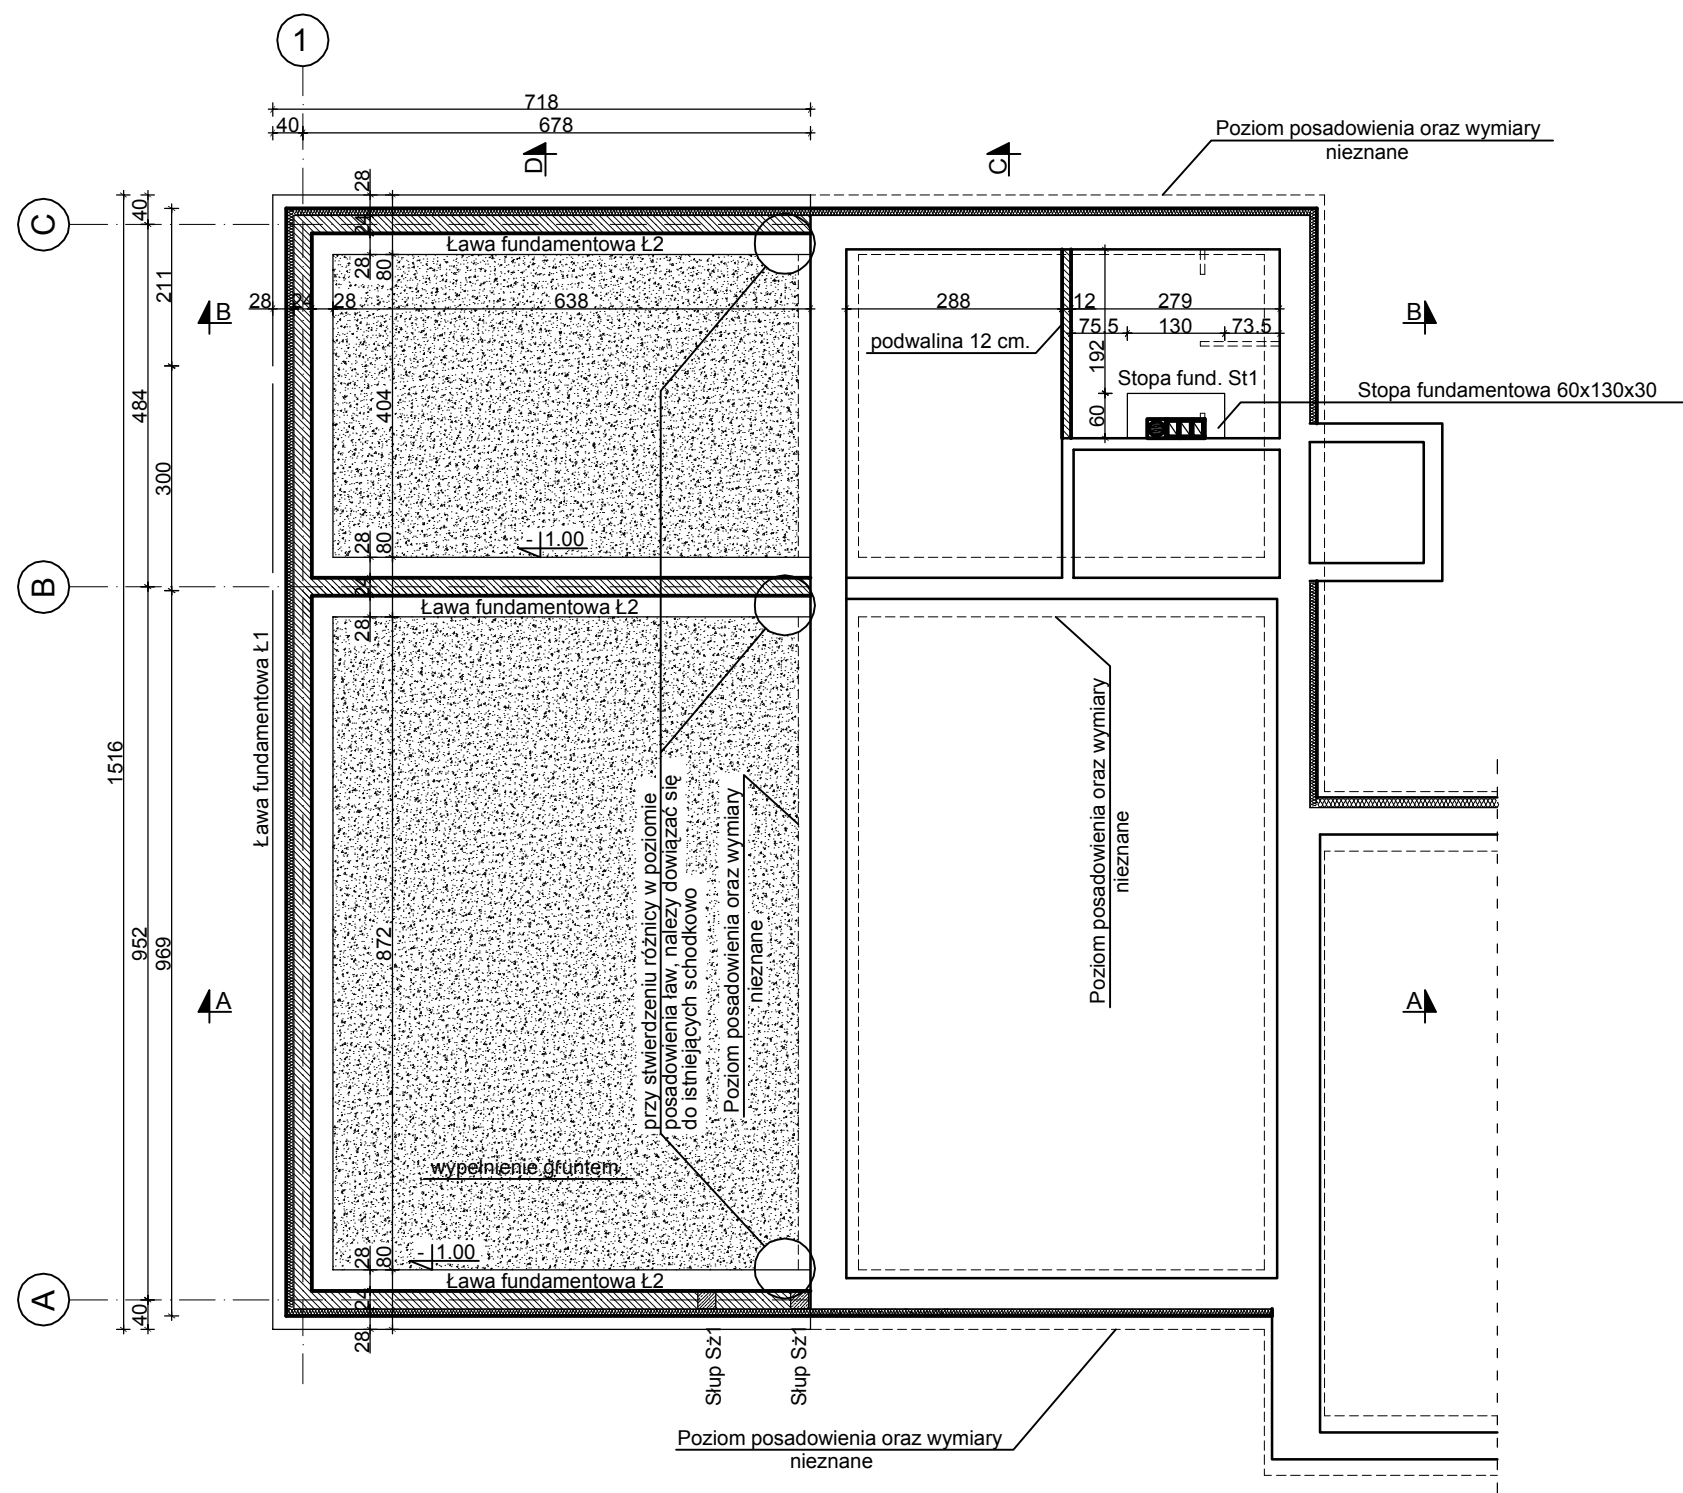 1
718
40
678
D
C
Poziom posadowienia oraz wymiary
nieznane
C
40
28
24
Ława fundamentowa Ł2
28
80
211
28
24
28
638
288
12
279
B
B
75.5
130
73.5
podwalina 12 cm.
192
Stopa fund. St1
Stopa fundamentowa 60x130x30
484
404
60
300
28
80
- 1.00
B
24
Ława fundamentowa Ł2
28
Ława fundamentowa Ł1
Poziom posadowienia oraz wymiary
nieznane
1516
952
969
872
przy stwierdzeniu różnicy w poziomie
posadowienia ław, należy dowiązać się
do istniejących schodkowo
Poziom posadowienia oraz wymiary
nieznane
A
A
wypełnienie gruntem
- 1.00
28
80
Ława fundamentowa Ł2
A
24
40
28
Słup Sż1
Słup Sż1
Poziom posadowienia oraz wymiary
nieznane